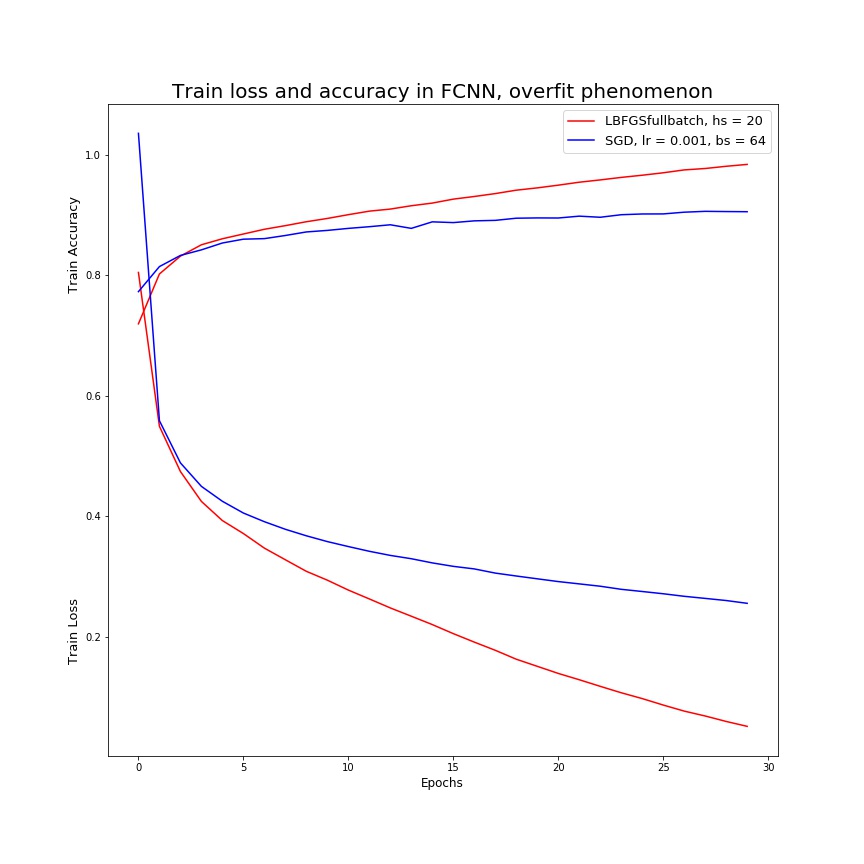 Train loss and accuracy in FCNN, overfit phenomenon
LBFGSfullbatch, hs = 20
SGD, lr = 0.001, bs = 64
Train Accuracy
Train Loss
1.0
0.8
0.6
0.4
0.2
0
5
10
15
20
25
30
Epochs